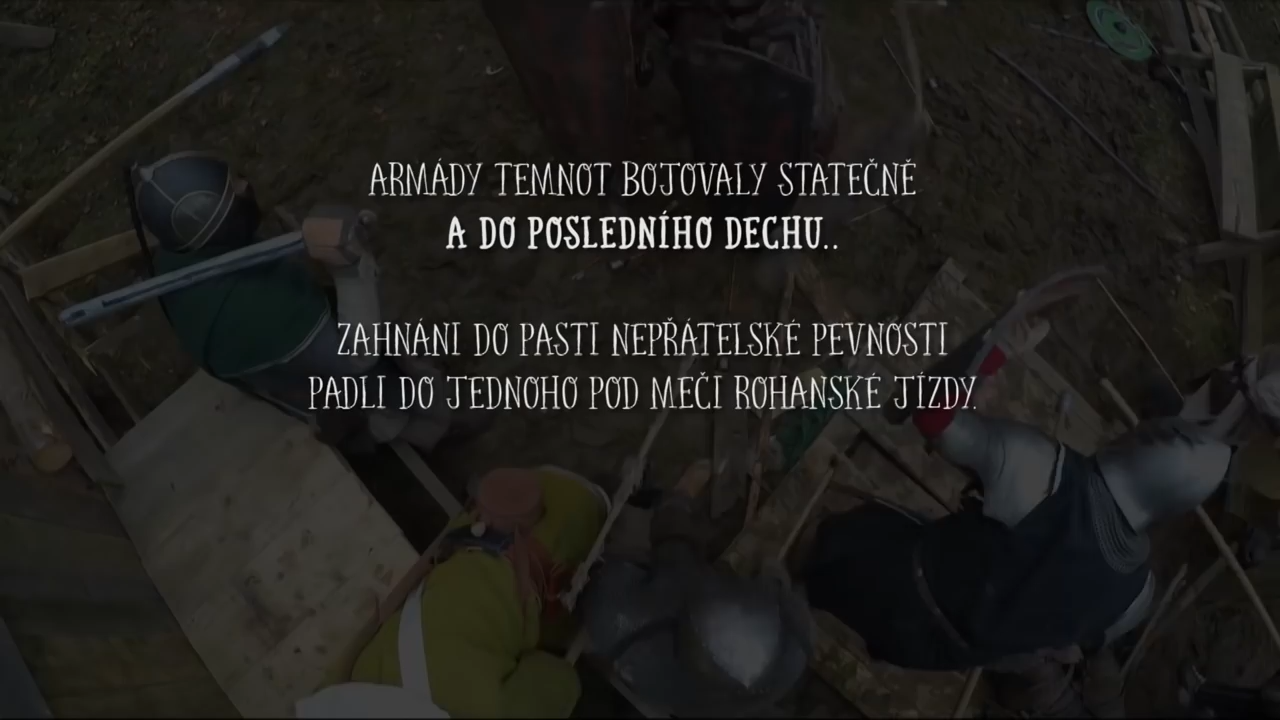 ARMÁDY TEMNOT BOJOVALY STATEČNĚ
A DO POSLEDNÍHO DECHU..
ZAHNÁNI DO PASTI NEPŘÁTELSKÉ PEVNOSTI
PADLI DO JEDNOHO POD MEČI ROHANSKÉ JÍZDY.